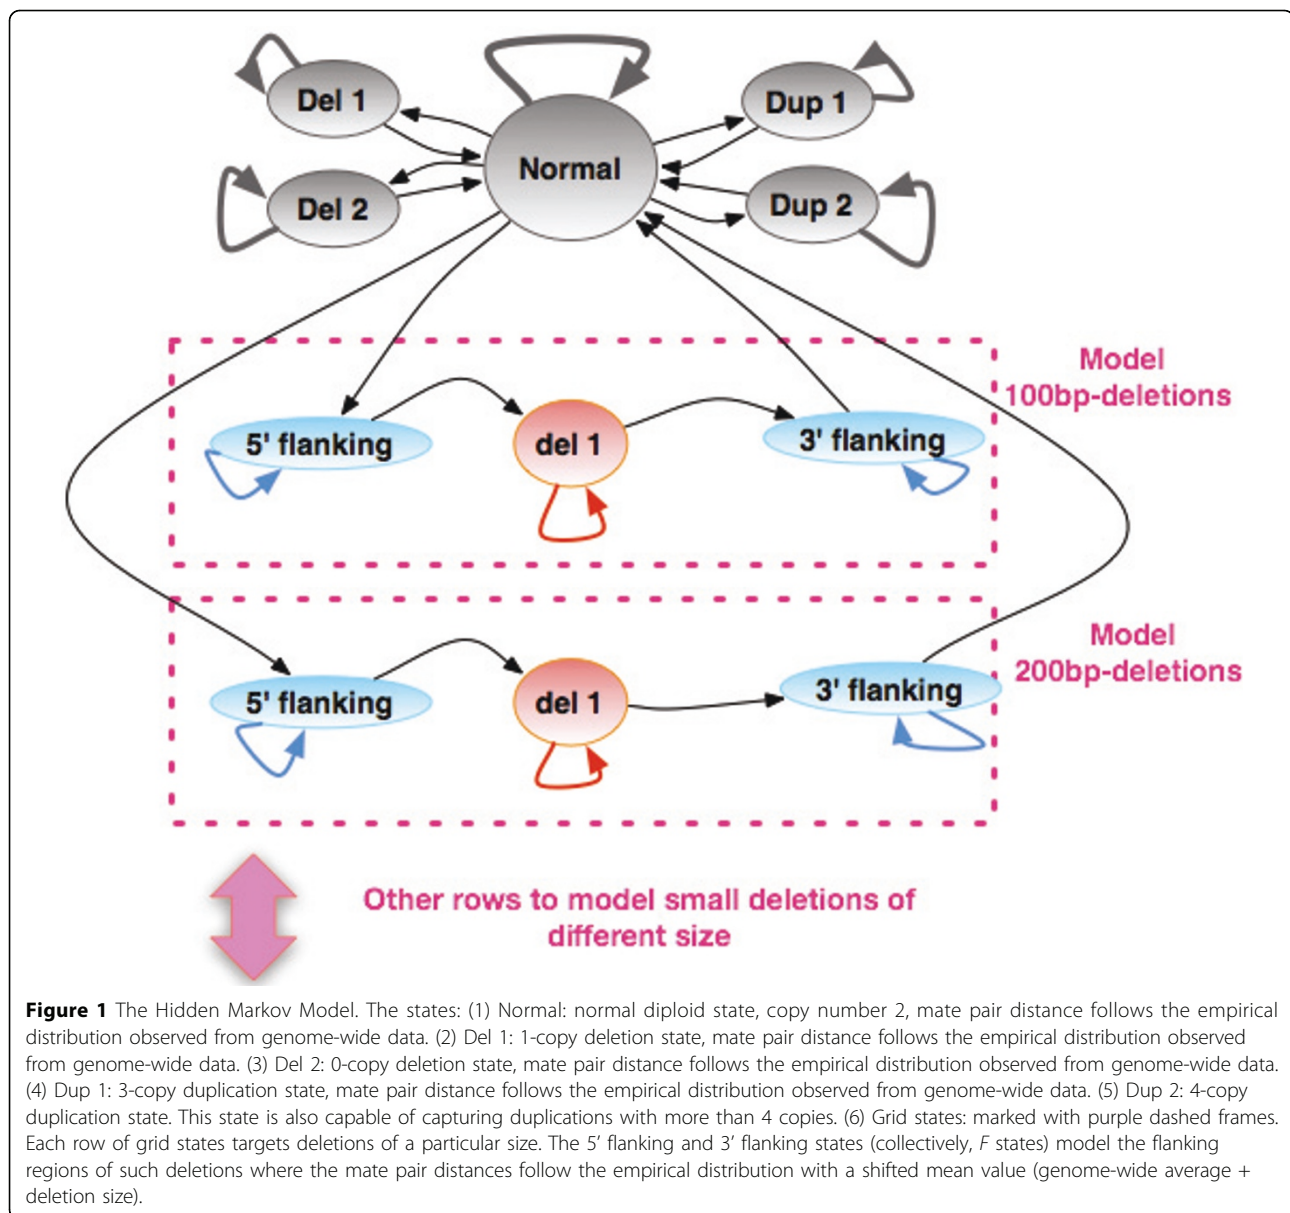 Del 1
Normal
Dup 1
Del 2
Dup 2
Model
100bp-deletions
5' flanking
del 1
3' flanking
Model
200bp-deletions
5' flanking
del 1
3' flanking
Other rows to model small deletions of
different size
Figure 1 The Hidden Markov Model. The states: (1) Normal: normal diploid state, copy number 2, mate pair distance follows the empirical
distribution observed from genome-wide data. (2) Del 1: 1-copy deletion state, mate pair distance follows the empirical distribution observed
from genome-wide data. (3) Del 2: 0-copy deletion state, mate pair distance follows the empirical distribution observed from genome-wide data.
(4) Dup 1: 3-copy duplication state, mate pair distance follows the empirical distribution observed from genome-wide data. (5) Dup 2: 4-copy
duplication state. This state is also capable of capturing duplications with more than 4 copies. (6) Grid states: marked with purple dashed frames.
Each row of grid states targets deletions of a particular size. The 5’ flanking and 3’ flanking states (collectively, F states) model the flanking
regions of such deletions where the mate pair distances follow the empirical distribution with a shifted mean value (genome-wide average +
deletion size).